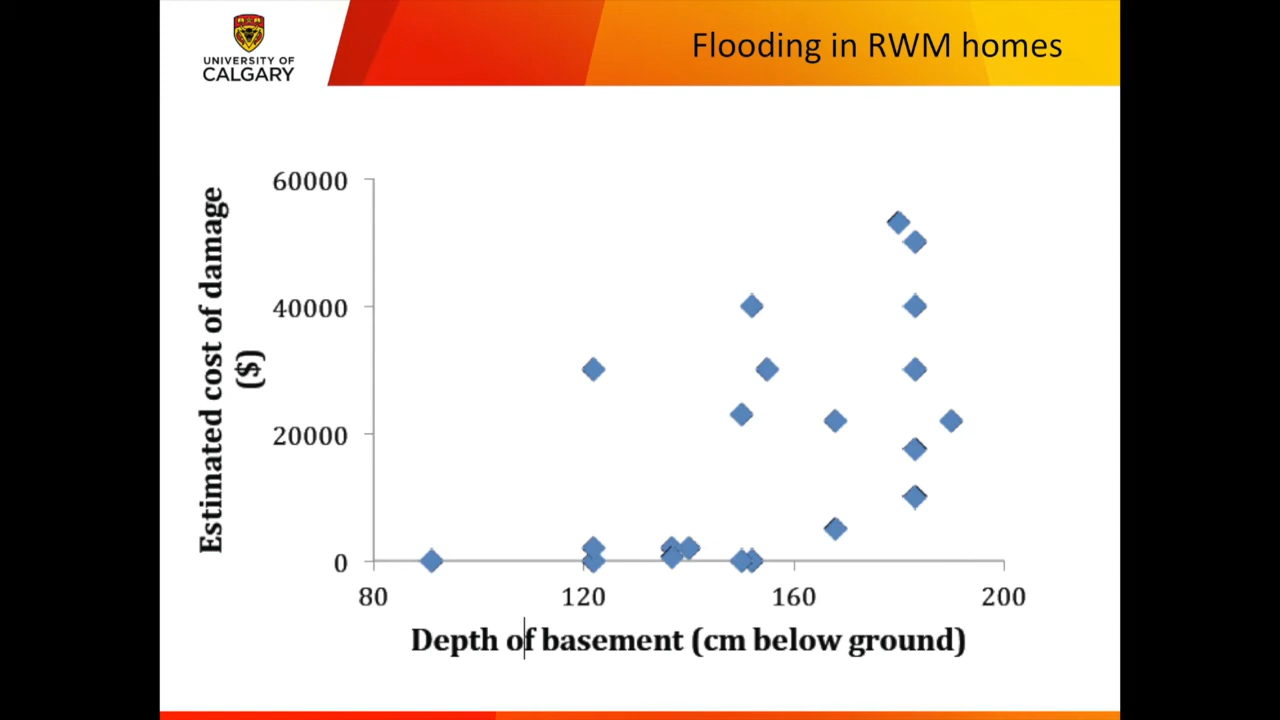 UNIVERSITY OF
CALGARY
Flooding in RWM homes
Estimated cost of damage
($)
60000
40000
20000
0
80
120
160
200
Depth of basement (cm below ground)